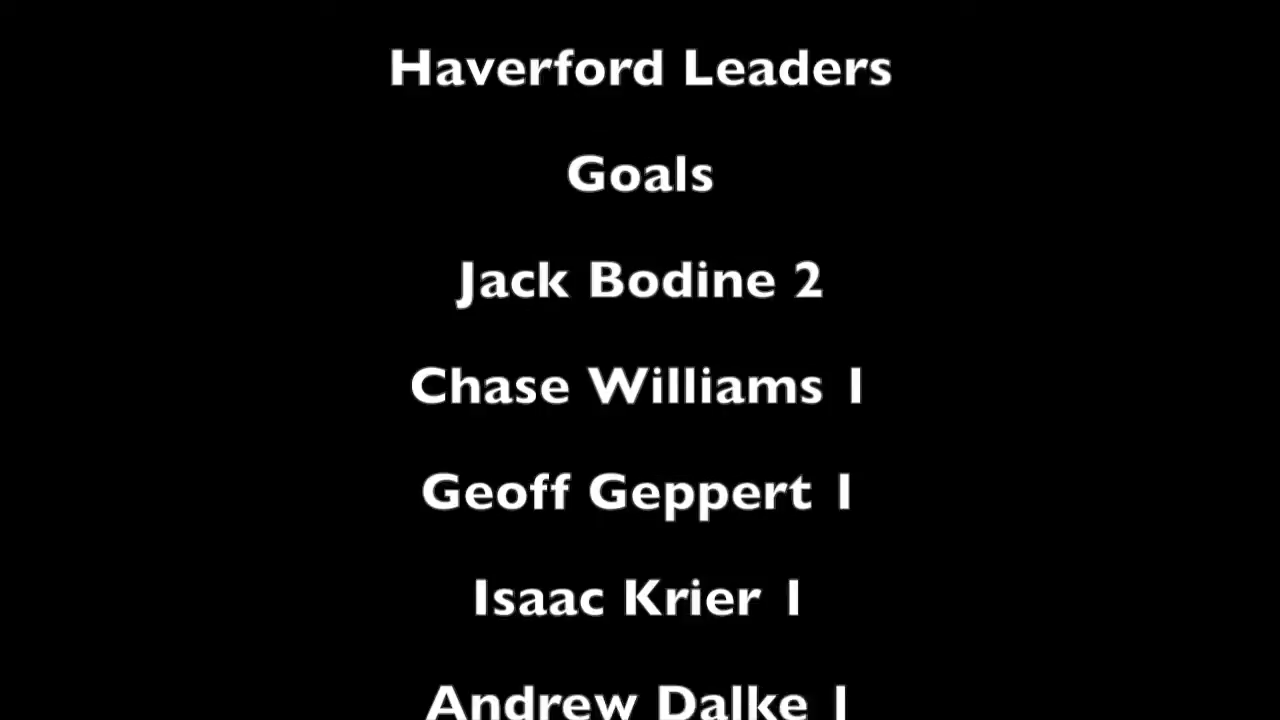 Haverford Leaders
Goals
Jack Bodine 2
Chase Williams 1
Geoff Geppert 1
Isaac Krier 1
Andrew Dalke 1